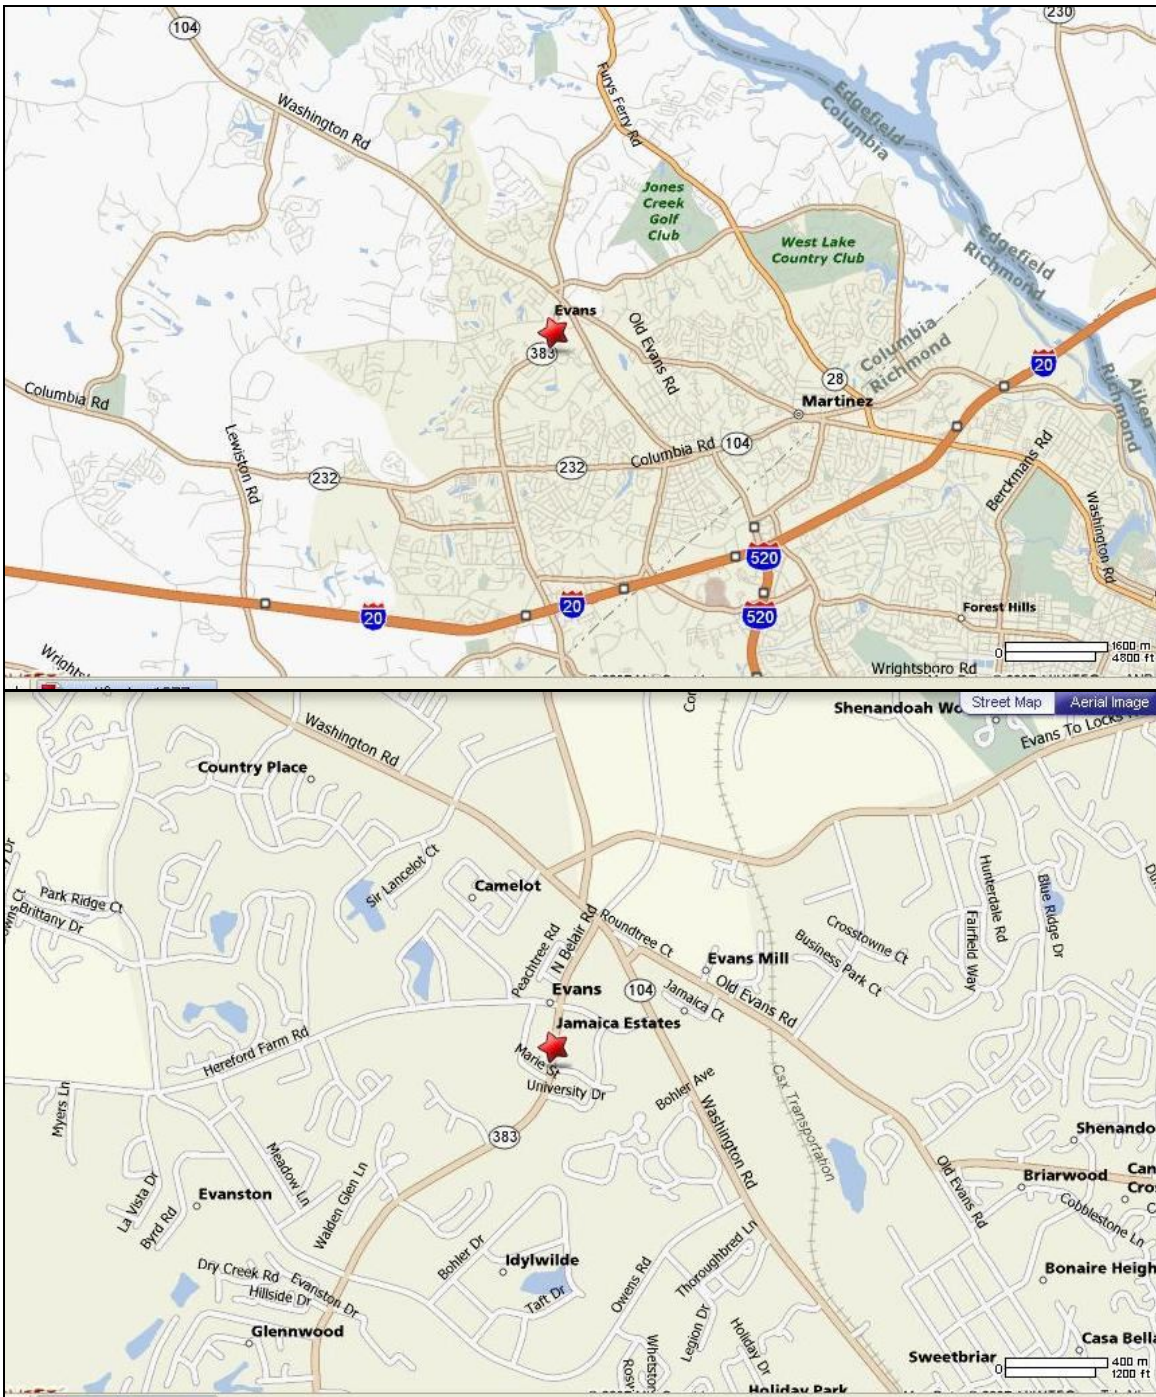 104
230
Washington Rd
Furys Ferry Rd
Edgefield
Columbia
Jones
Creek
Golf
Club
West Lake
Country Club
Edgefield
Richmond
Evans
383
Old Evans Rd
Columbia
Richmond
20
28
Martinez
Richmond
Aiken
Columbia Rd
Lewiston Rd
232
232
Columbia Rd
104
Berckmans Rd
Washington Rd
520
20
20
520
Forest Hills
Wrightsboro Rd
0
1600 m
4800 ft
Street Map
Aerial Image
Washington Rd
Country Place
Evans To Locks
Sir Lancelot Ct
Camelot
Park Ridge Ct
Brittany Dr
Peachtree Rd
N Belair Rd
Roundtree Ct
Evans Mill
Old Evans Rd
Crosstowne Ct
Business Park Ct
Hunterdale Rd
Fairfield Way
Blue Ridge Dr
Evans
104
Jamaica Ct
Jamaica Estates
Marie St
University Dr
Hereford Farm Rd
Myers Ln
Bohler Ave
Washington Rd
Csx Transportation
383
Meadow Ln
Walden Glen Ln
La Vista Dr
Byrd Rd
Evanston
Old Evans Rd
Briarwood
Cobblestone Ln
Dry Creek Rd
Evanston Dr
Hillside Dr
Glennwood
Bohler Dr
Idylwilde
Taft Dr
Owens Rd
Thoroughbred Ln
Legion Dr
Holiday Dr
Holiday Park
Sweetbriar
0
400 m
1200 ft